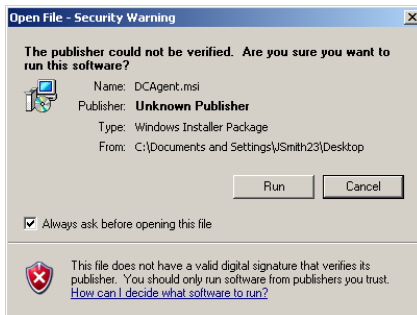 Open File - Security Warning
The publisher could not be verified.  Are you sure you want to
run this software?
Name: DCAgent.msi
Publisher: Unknown Publisher
Type: Windows Installer Package
From: C:\Documents and Settings\JSmith23\Desktop
Run
Cancel
Always ask before opening this file
This file does not have a valid digital signature that verifies its
publisher.  You should only run software from publishers you trust.
How can I decide what software to run?